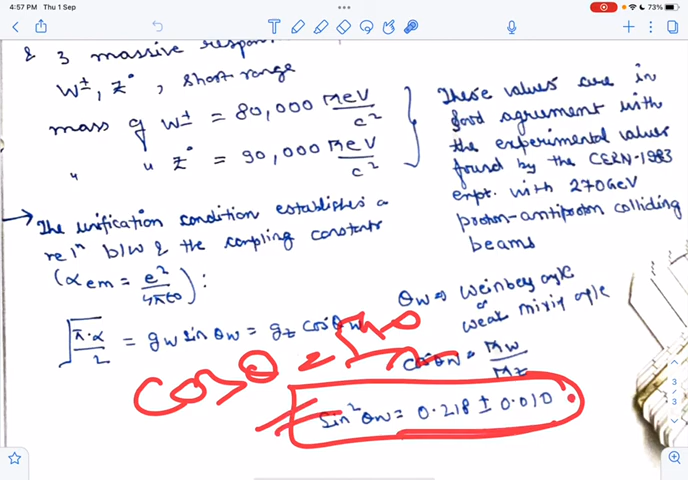 4:57 PM Thu 1 Sep
73%
& 3 massive
W±, Z°, short range
mass of W± = 80,000 MeV/c²
" " Z° = 90,000 MeV/c²
These values are in
good agrument with
the experimental values
found by the CERN-1983
expt. with 270GeV
proton-antiproton colliding
beams
→ The unification condition establishes a
rel^n b/w & the coupling constants
(αem = e²/4πε0) :
√(π·α/2) = gw sin θw = gz cos θw
θw ⇒ Weinberg angle
or
weak mixing angle
cos θw = Mw/Mz
cos θ =
sin² θw = 0.218 ± 0.010
3
3